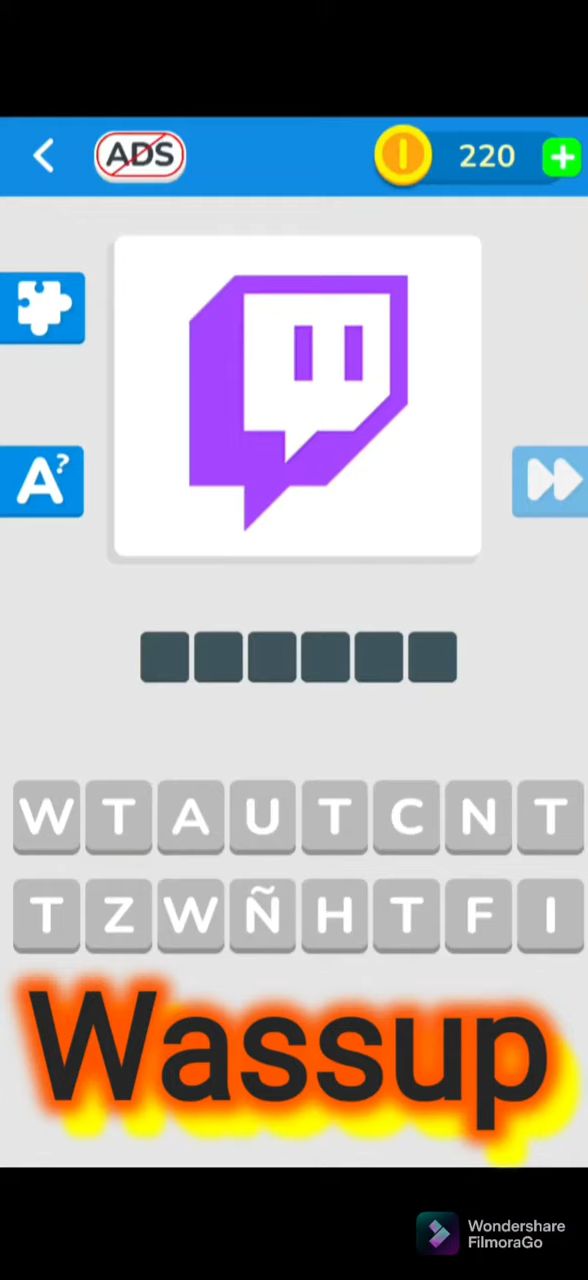 ADS
220
A?
W T A U T C N T
T Z W Ñ H T F I
Wassup
Wondershare
FilmoraGo